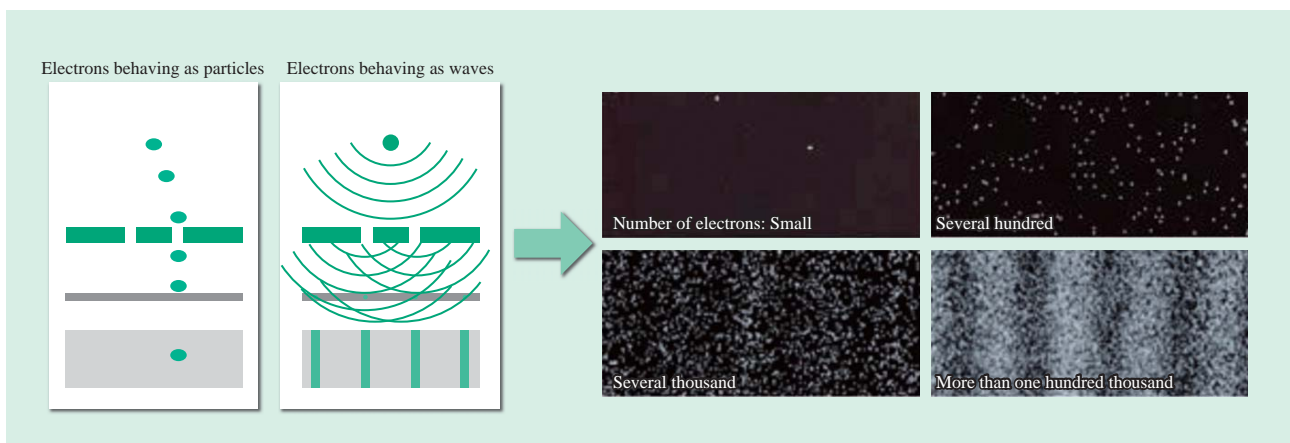 Electrons behaving as particles
Electrons behaving as waves
Number of electrons: Small
Several hundred
Several thousand
More than one hundred thousand